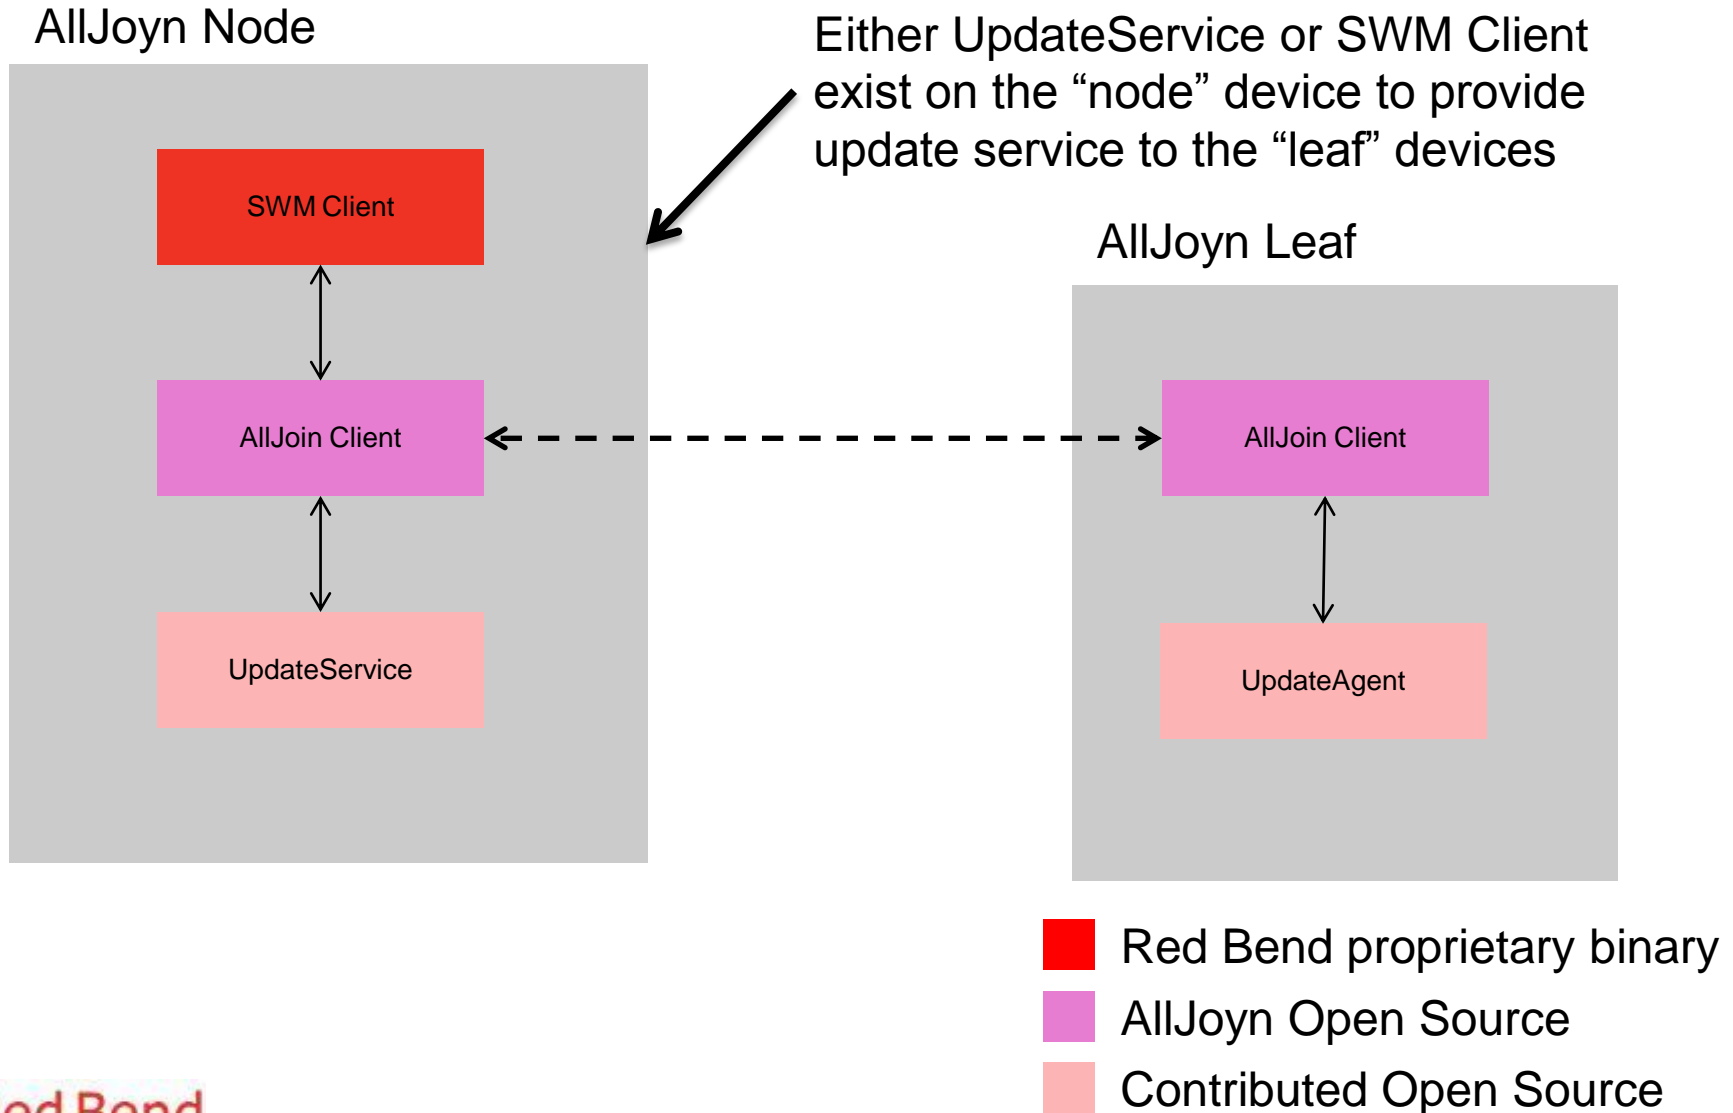 AllJoyn Node
Either UpdateService or SWM Client
exist on the “node” device to provide
update service to the “leaf” devices
SWM Client
AllJoyn Leaf
AllJoin Client
AllJoin Client
UpdateService
UpdateAgent
Red Bend proprietary binary
AllJoyn Open Source
Contributed Open Source